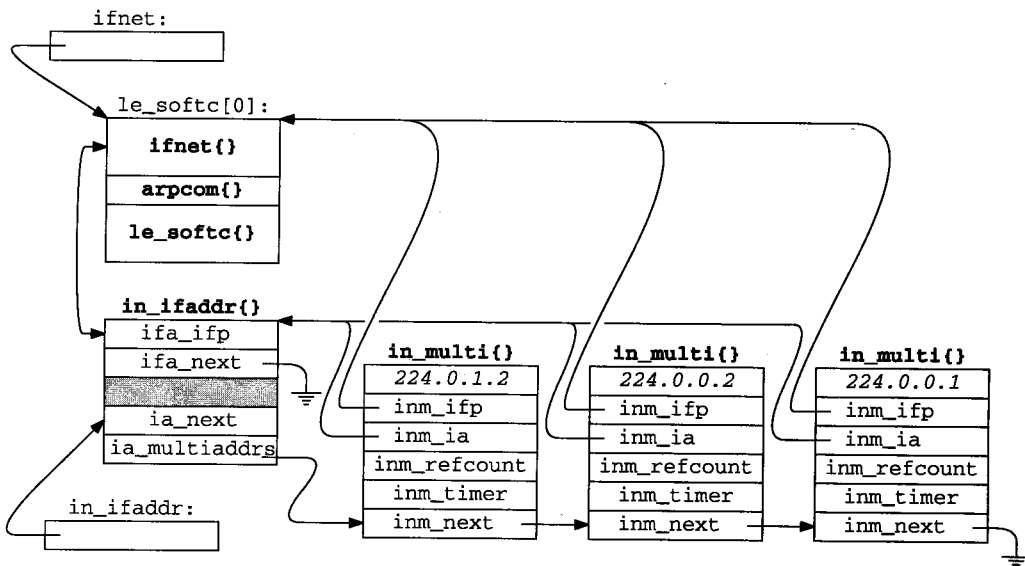 ifnet:
le_softc[0]:
ifnet{}
arpcom{}
le_softc{}
in_ifaddr{}
ifa_ifp
ifa_next
ia_next
ia_multiaddrs
in_ifaddr:
in_multi{}
224.0.1.2
inm_ifp
inm_ia
inm_refcount
inm_timer
inm_next
in_multi{}
224.0.0.2
inm_ifp
inm_ia
inm_refcount
inm_timer
inm_next
in_multi{}
224.0.0.1
inm_ifp
inm_ia
inm_refcount
inm_timer
inm_next